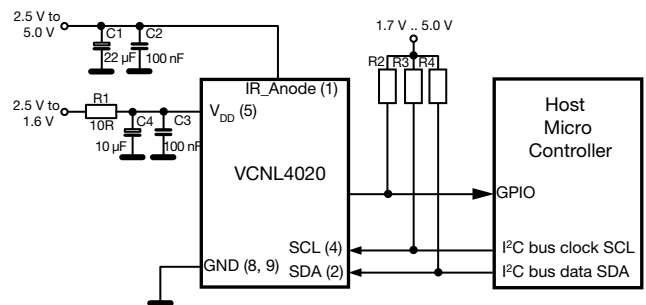 2.5 V to
5.0 V
C1
C2
22 µF
100 nF
1.7 V .. 5.0 V
R2
R3
R4
IR_Anode (1)
2.5 V to
1.6 V
R1
10R
C4
C3
10 µF
100 nF
VDD (5)
VCNL4020
Host
Micro
Controller
GPIO
SCL (4)
I²C bus clock SCL
GND (8, 9)
SDA (2)
I²C bus data SDA